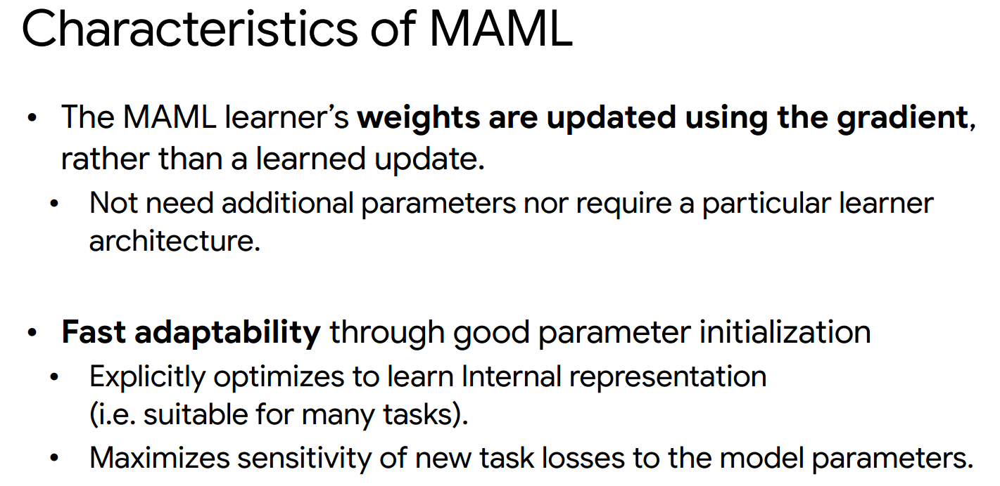 Characteristics of MAML
• The MAML learner’s weights are updated using the gradient,
rather than a learned update.
• Not need additional parameters nor require a particular learner
architecture.
• Fast adaptability through good parameter initialization
• Explicitly optimizes to learn Internal representation
(i.e. suitable for many tasks).
• Maximizes sensitivity of new task losses to the model parameters.